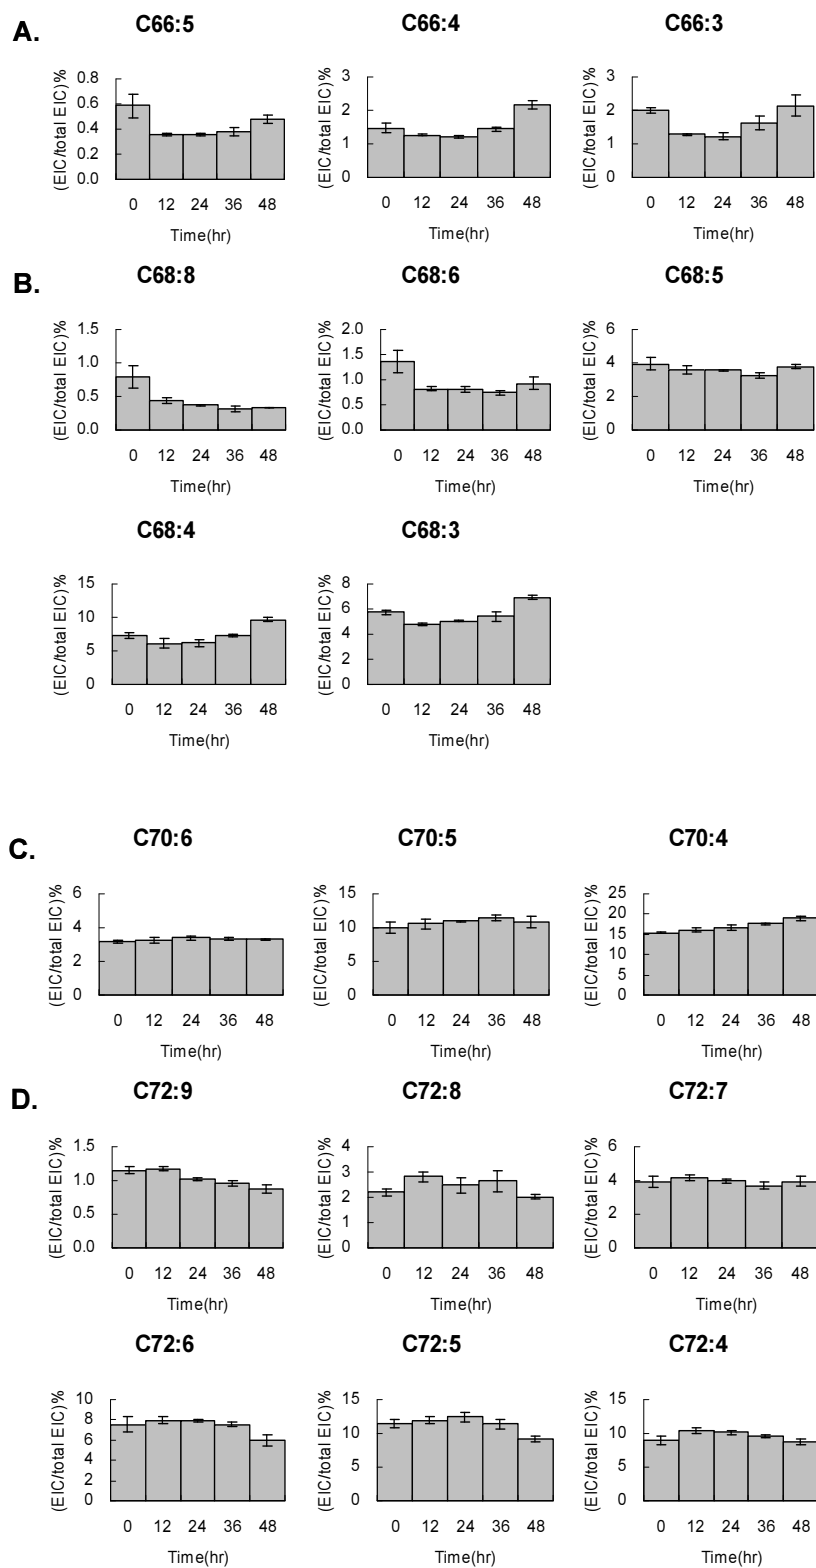 A.
C66:5 C66:4 C66:3
(EIC/total EIC)% 0.8 0.6 0.4 0.2 0.0
(EIC/total EIC)% 3 2 1 0
(EIC/total EIC)% 3 2 1 0
0 12 24 36 48 0 12 24 36 48 0 12 24 36 48
Time(hr) Time(hr) Time(hr)
B.
C68:8 C68:6 C68:5
(EIC/total EIC)% 1.5 1.0 0.5 0.0
(EIC/total EIC)% 2.0 1.5 1.0 0.5 0.0
(EIC/total EIC)% 6 4 2 0
0 12 24 36 48 0 12 24 36 48 0 12 24 36 48
Time(hr) Time(hr) Time(hr)
C68:4 C68:3
(EIC/total EIC)% 15 10 5 0
(EIC/total EIC)% 8 6 4 2 0
0 12 24 36 48 0 12 24 36 48
Time(hr) Time(hr)
C.
C70:6 C70:5 C70:4
(EIC/total EIC)% 6 4 2 0
(EIC/total EIC)% 15 10 5 0
(EIC/total EIC)% 25 20 15 10 5 0
0 12 24 36 48 0 12 24 36 48 0 12 24 36 48
Time(hr) Time(hr) Time(hr)
D.
C72:9 C72:8 C72:7
(EIC/total EIC)% 1.5 1.0 0.5 0.0
(EIC/total EIC)% 4 3 2 1 0
(EIC/total EIC)% 6 4 2 0
0 12 24 36 48 0 12 24 36 48 0 12 24 36 48
Time(hr) Time(hr) Time(hr)
C72:6 C72:5 C72:4
(EIC/total EIC)% 10 8 6 4 2 0
(EIC/total EIC)% 15 10 5 0
(EIC/total EIC)% 15 10 5 0
0 12 24 36 48 0 12 24 36 48 0 12 24 36 48
Time(hr) Time(hr) Time(hr)